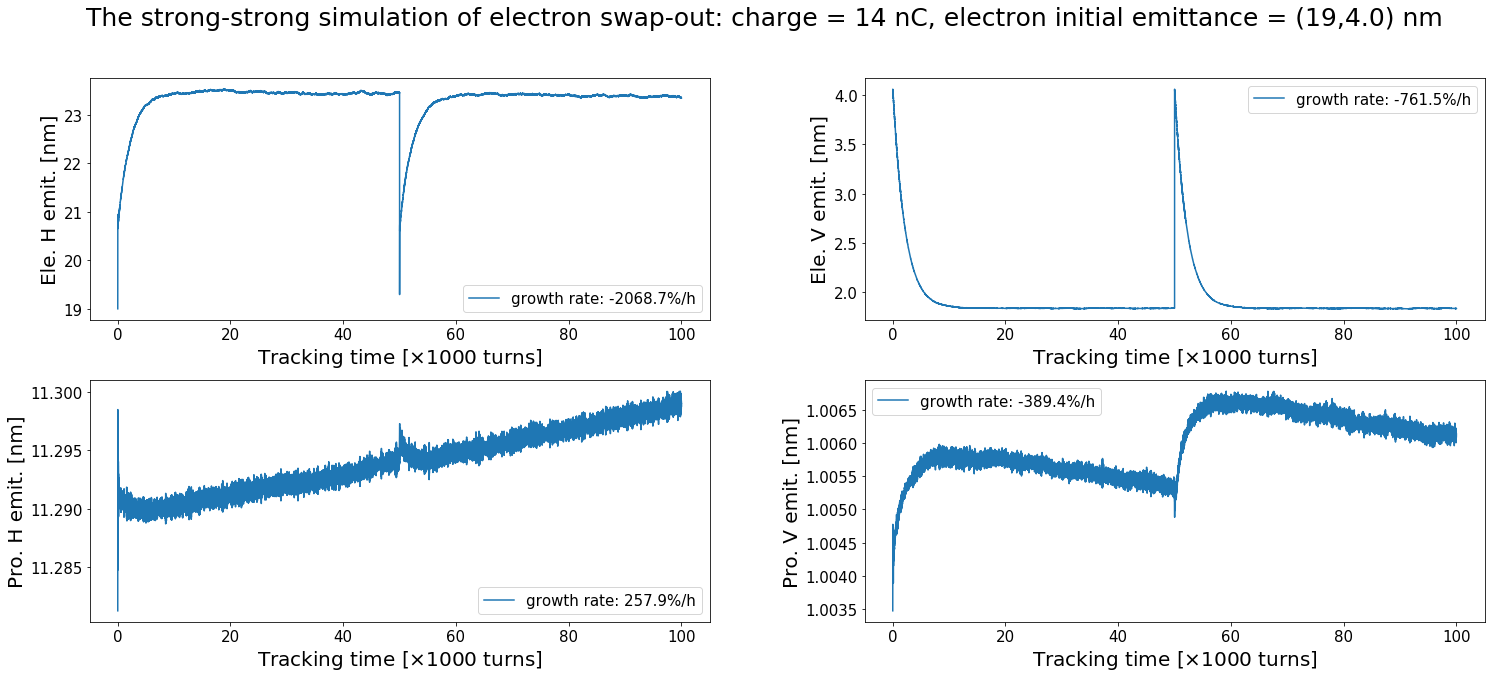 The strong-strong simulation of electron swap-out: charge = 14 nC, electron initial emittance = (19,4.0) nm
Ele. H emit. [nm]
23
22
21
20
19
growth rate: -2068.7%/h
0 20 40 60 80 100
Tracking time [×1000 turns]
Ele. V emit. [nm]
4.0
3.5
3.0
2.5
2.0
growth rate: -761.5%/h
0 20 40 60 80 100
Tracking time [×1000 turns]
Pro. H emit. [nm]
11.300
11.295
11.290
11.285
growth rate: 257.9%/h
0 20 40 60 80 100
Tracking time [×1000 turns]
Pro. V emit. [nm]
1.0065
1.0060
1.0055
1.0050
1.0045
1.0040
1.0035
growth rate: -389.4%/h
0 20 40 60 80 100
Tracking time [×1000 turns]